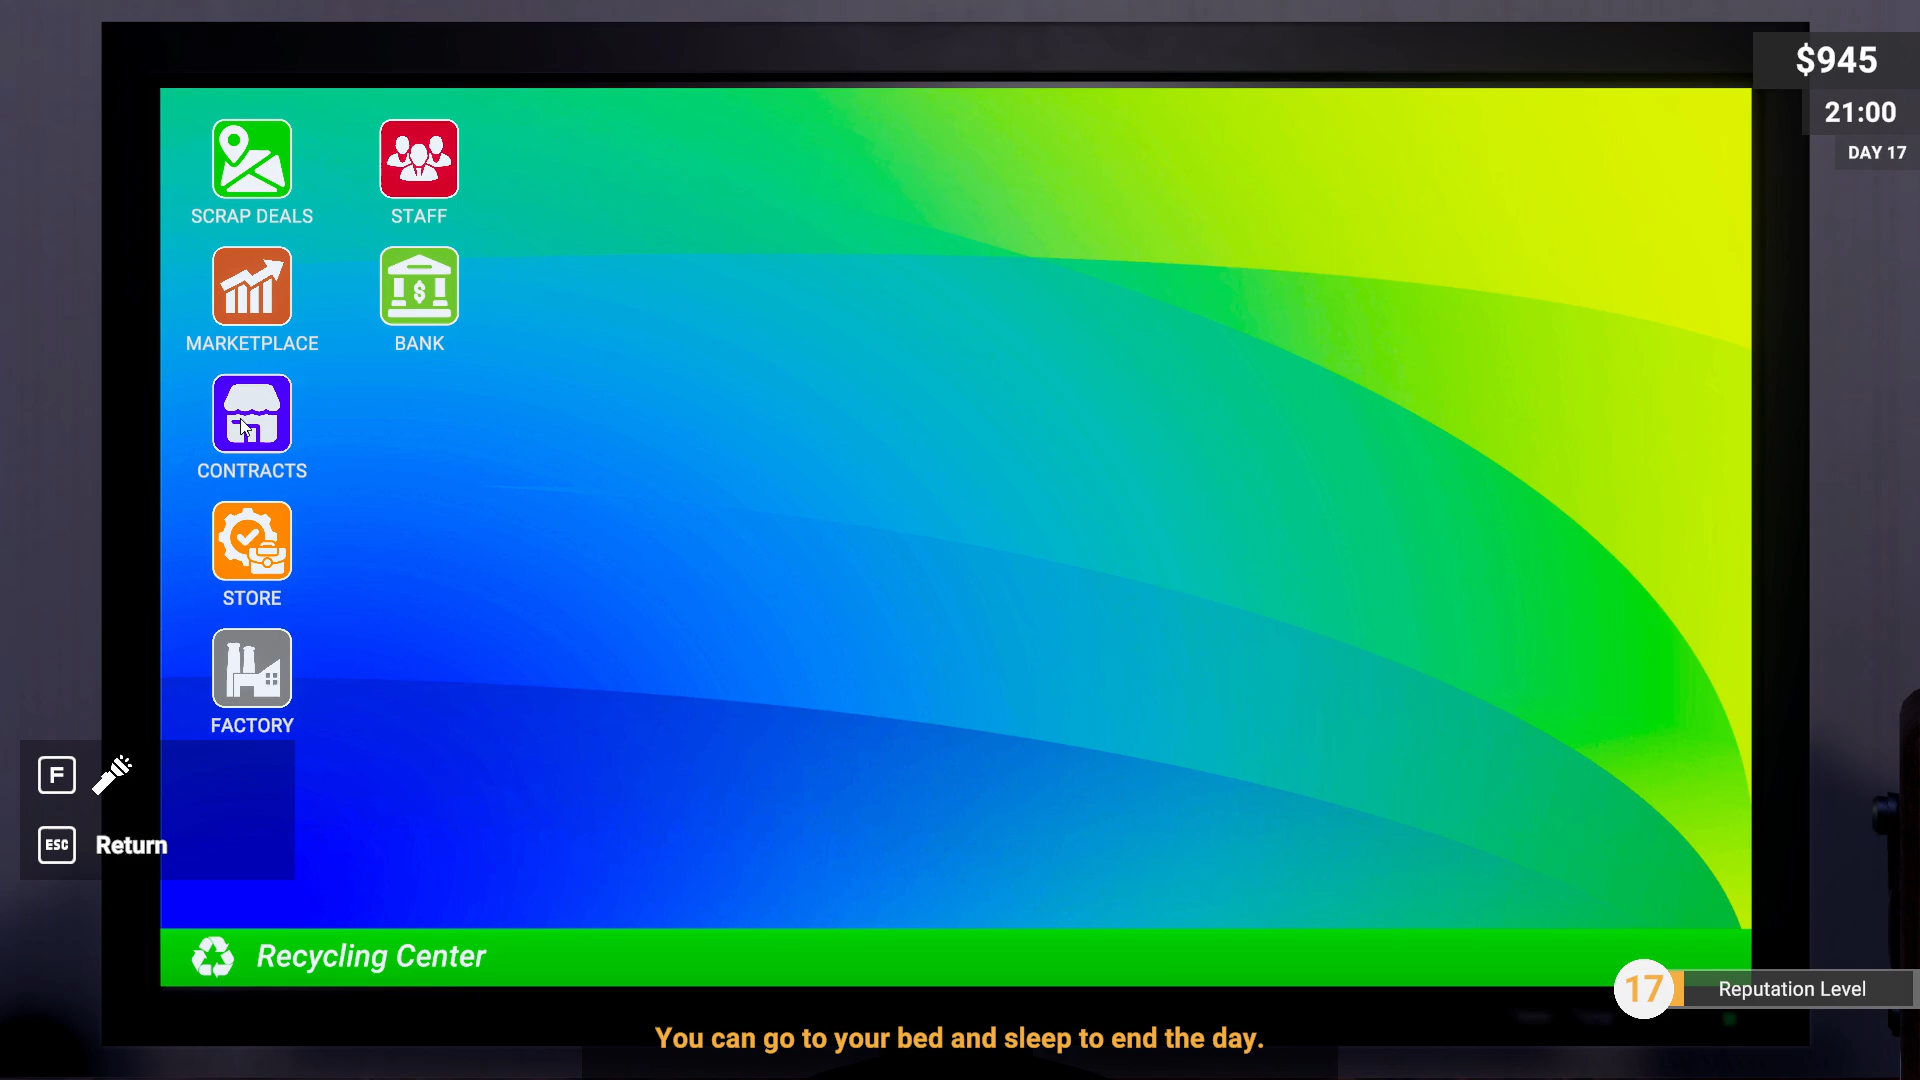 $945
21:00
DAY 17
SCRAP DEALS
STAFF
MARKETPLACE
BANK
CONTRACTS
STORE
FACTORY
F
ESC Return
Recycling Center
17 Reputation Level
You can go to your bed and sleep to end the day.